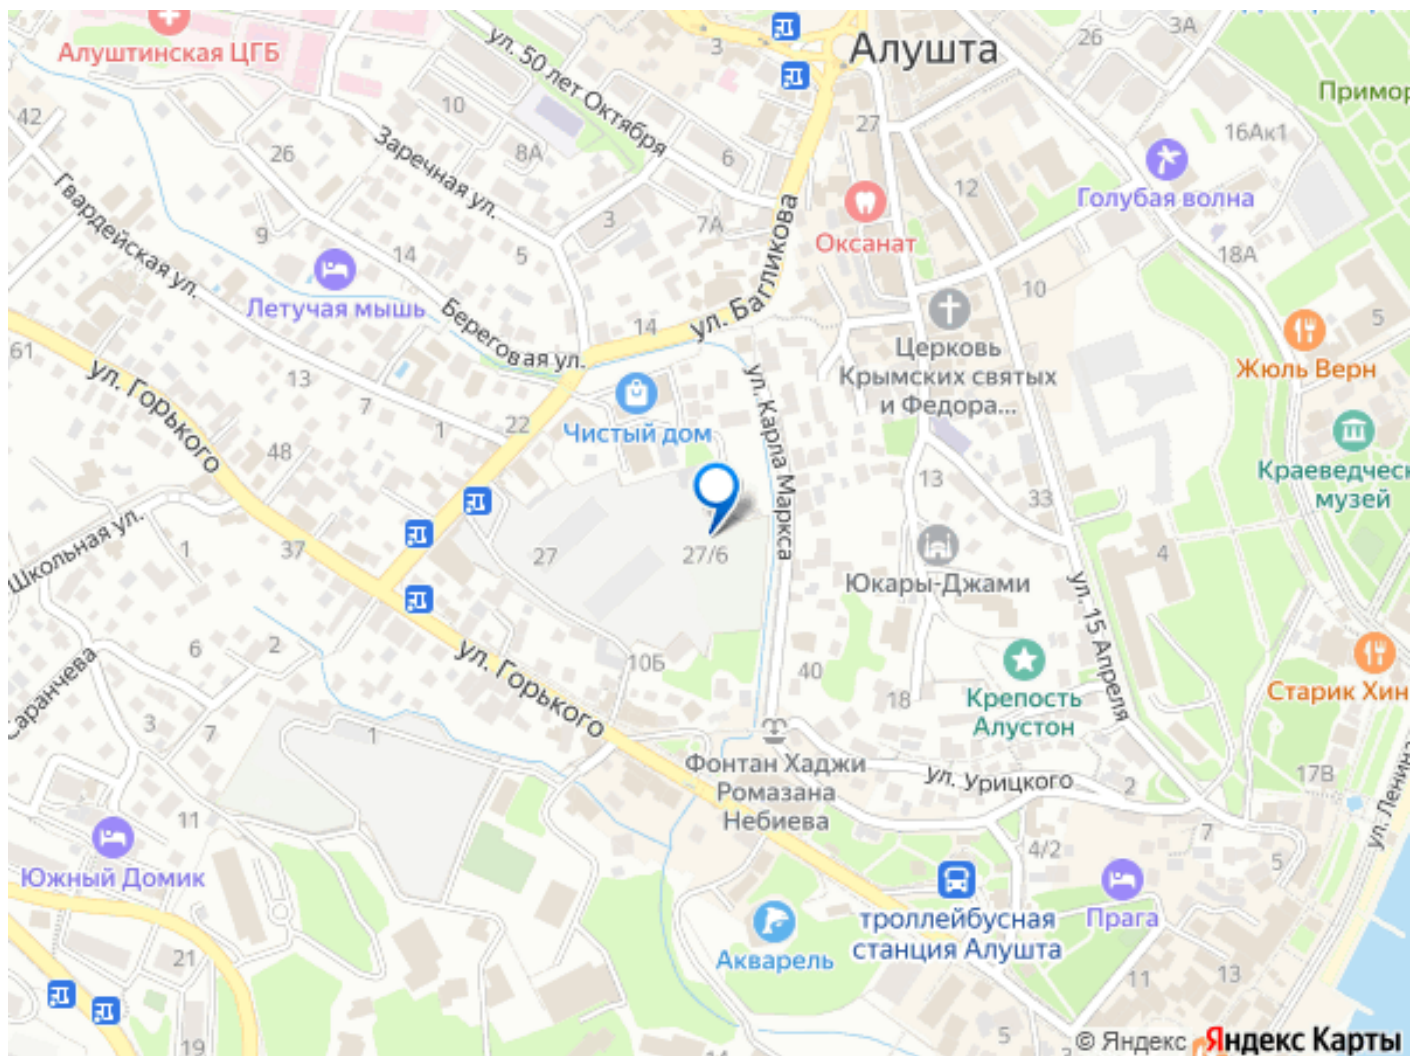 Алуштинская ЦГБ
ул. 50 лет Октября
3
Алушта
26
3А
Примор
42
10
8А
6
27
16Ак1
26
Заречная ул.
Гвардейская ул.
9
14
5
3
7А
ул. Багликова
12
Оксанат
Голубая волна
18А
10
Летучая мышь
Береговая ул.
14
Церковь
Крымских святых
и Федора...
5
Жюль Верн
61
ул. Горького
13
7
1
22
48
Чистый дом
ул. Карла Маркса
13
33
Краеведческ
музей
Школьная ул.
1
37
27
27/6
Юкары-Джами
4
ул. 15 Апреля
6
2
ул. Горького
10Б
40
18
Крепость
Алустон
Старик Хин
3
7
1
Фонтан Хаджи
Ромазана
Небиева
ул. Урицкого
2
17В
ул. Ленина
11
Южный Домик
4/2
7
5
троллейбусная
станция Алушта
Прага
Акварель
21
11
13
19
© Яндекс Яндекс Карты